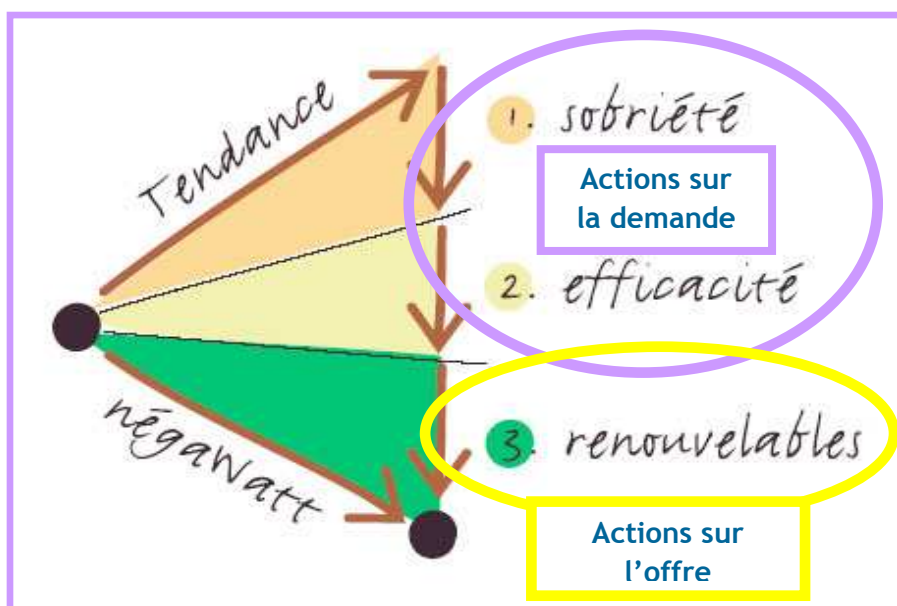 Tendance
1. sobriété
Actions sur
la demande
2. efficacité
négaWatt
3. renouvelables
Actions sur
l'offre